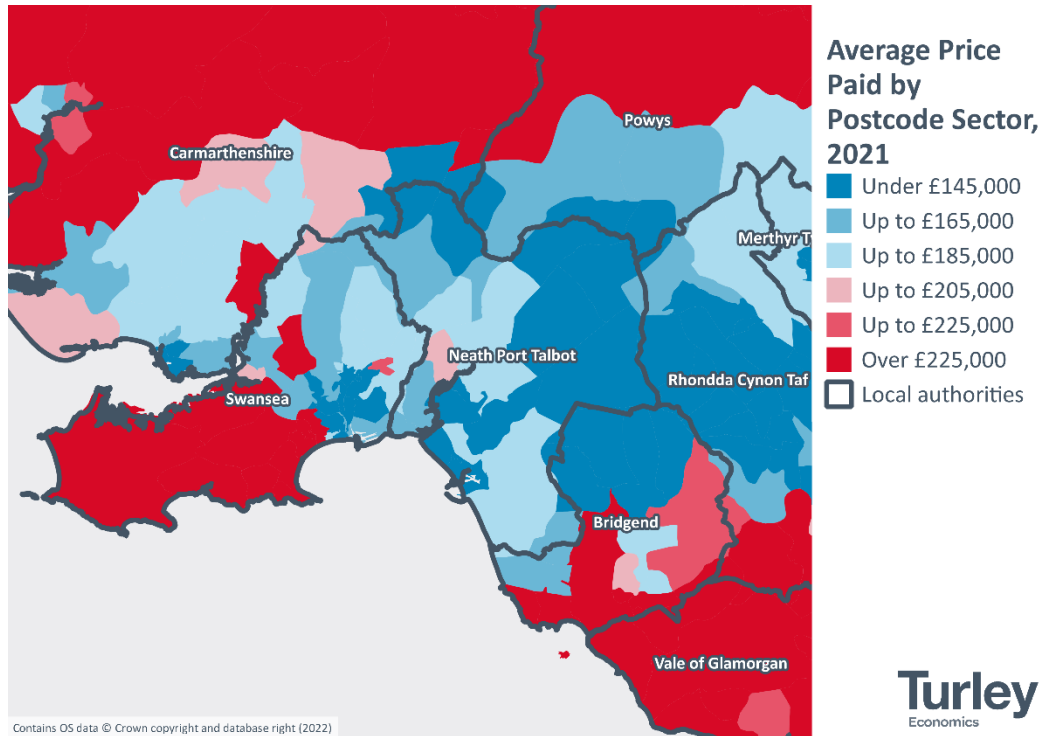 Average Price
Paid by
Postcode Sector,
2021
Under £145,000
Up to £165,000
Up to £185,000
Up to £205,000
Up to £225,000
Over £225,000
Local authorities
Powys
Carmarthenshire
Merthyr T
Neath Port Talbot
Rhondda Cynon Taf
Swansea
Bridgend
Vale of Glamorgan
Turley
Economics
Contains OS data © Crown copyright and database right (2022)